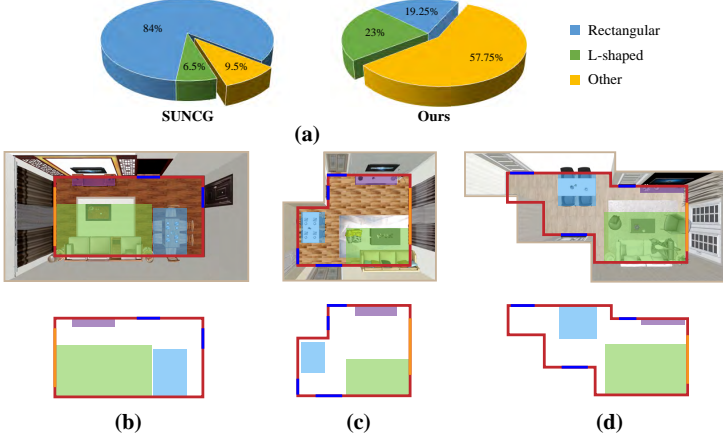 84%
6.5%
9.5%
SUNCG
19.25%
23%
57.75%
Ours
Rectangular
L-shaped
Other
(a)
(b)
(c)
(d)